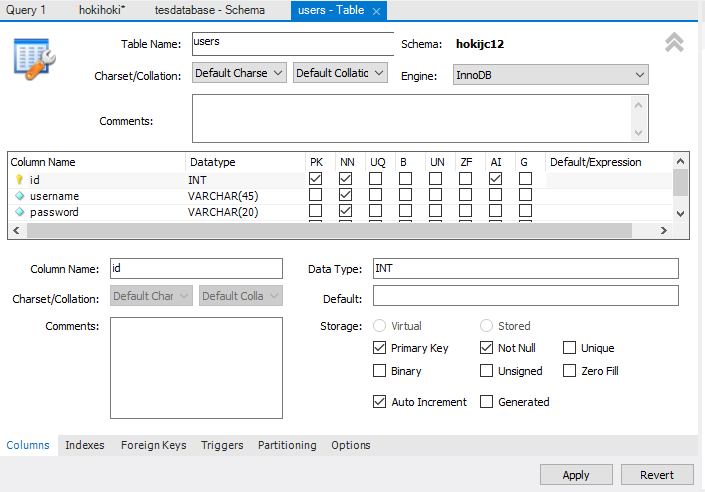 Query 1 hokihoki* tesdatabase - Schema users - Table ×
Table Name: users Schema: hokijc12
Charset/Collation: Default Charse Default Collatic Engine: InnoDB
Comments:
Column Name Datatype PK NN UQ B UN ZF AI G Default/Expression
id INT
username VARCHAR(45)
password VARCHAR(20)
Column Name: id Data Type: INT
Charset/Collation: Default Char Default Colla Default:
Comments: Storage: Virtual Stored
Primary Key Not Null Unique
Binary Unsigned Zero Fill
Auto Increment Generated
Columns Indexes Foreign Keys Triggers Partitioning Options
Apply Revert